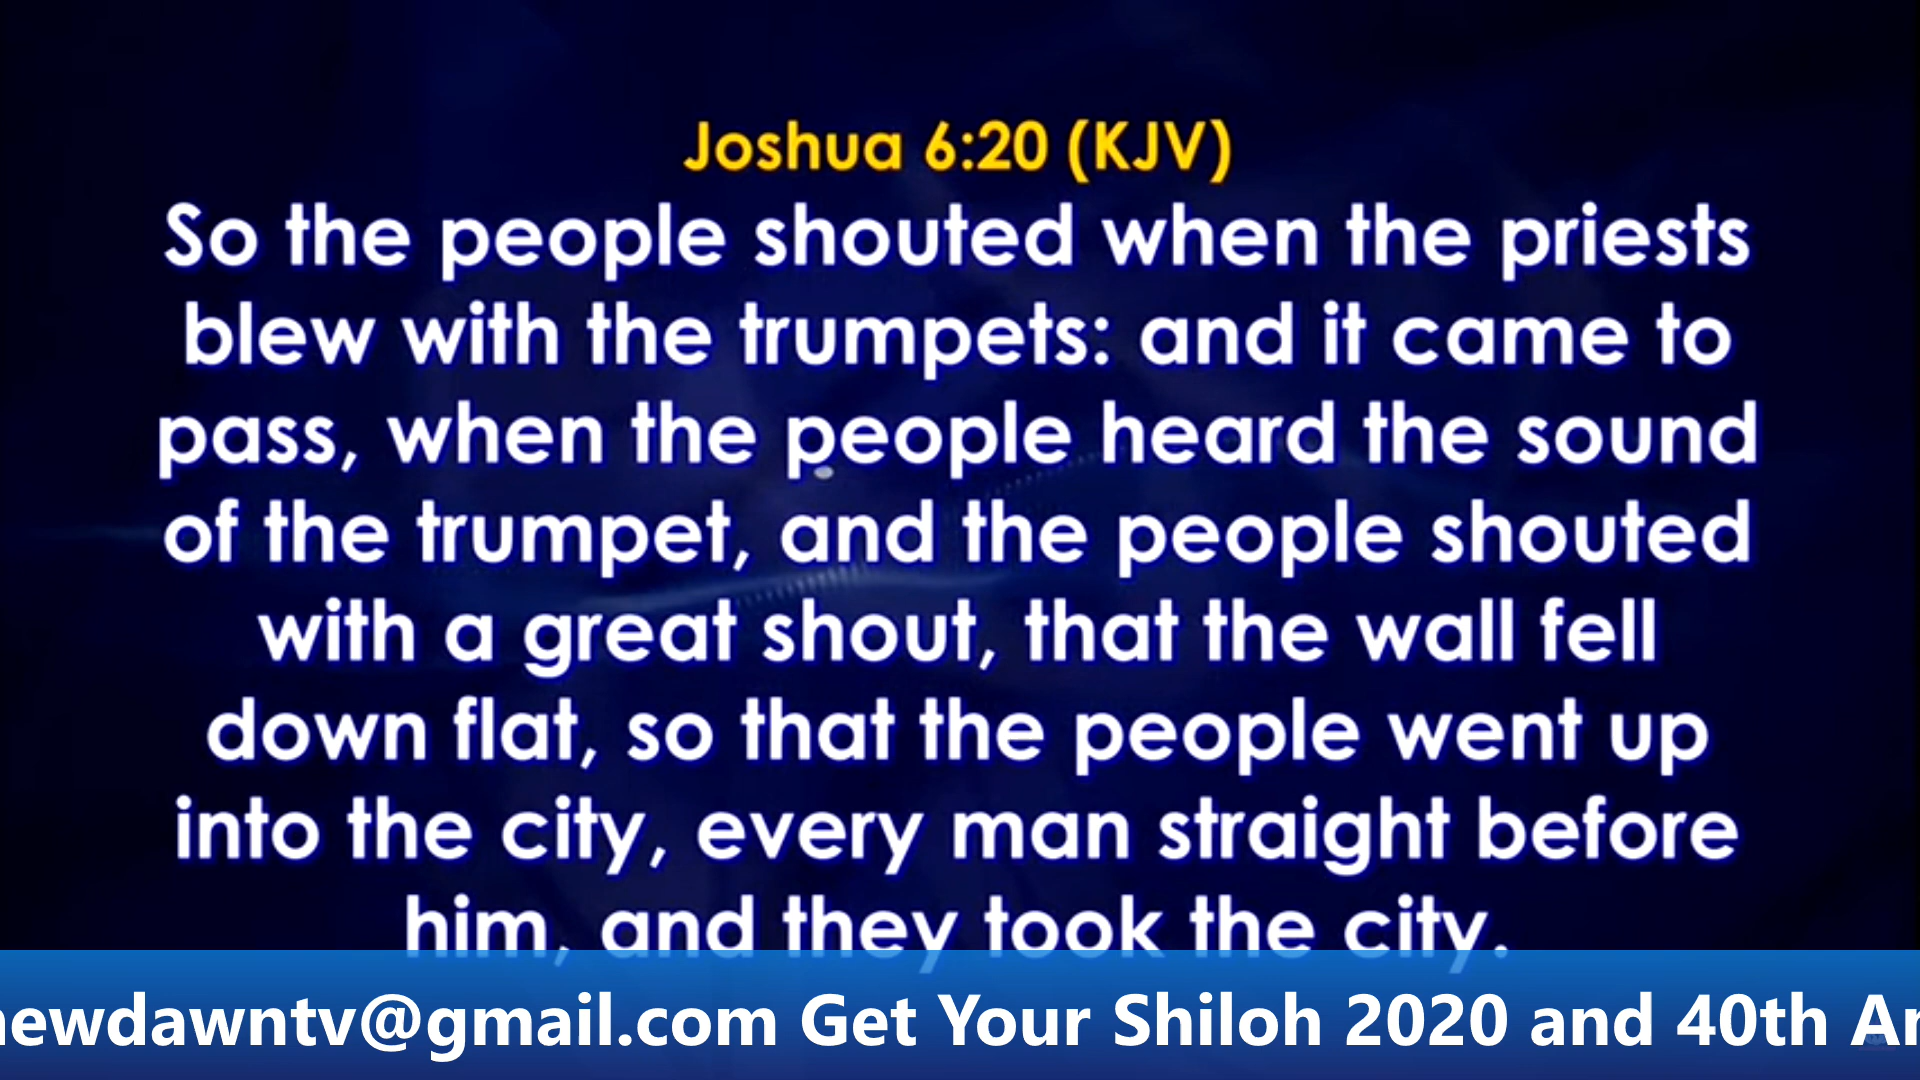 Joshua 6:20 (KJV)
So the people shouted when the priests
blew with the trumpets: and it came to
pass, when the people heard the sound
of the trumpet, and the people shouted
with a great shout, that the wall fell
down flat, so that the people went up
into the city, every man straight before
him, and they took the city.
newdawntv@gmail.com Get Your Shiloh 2020 and 40th